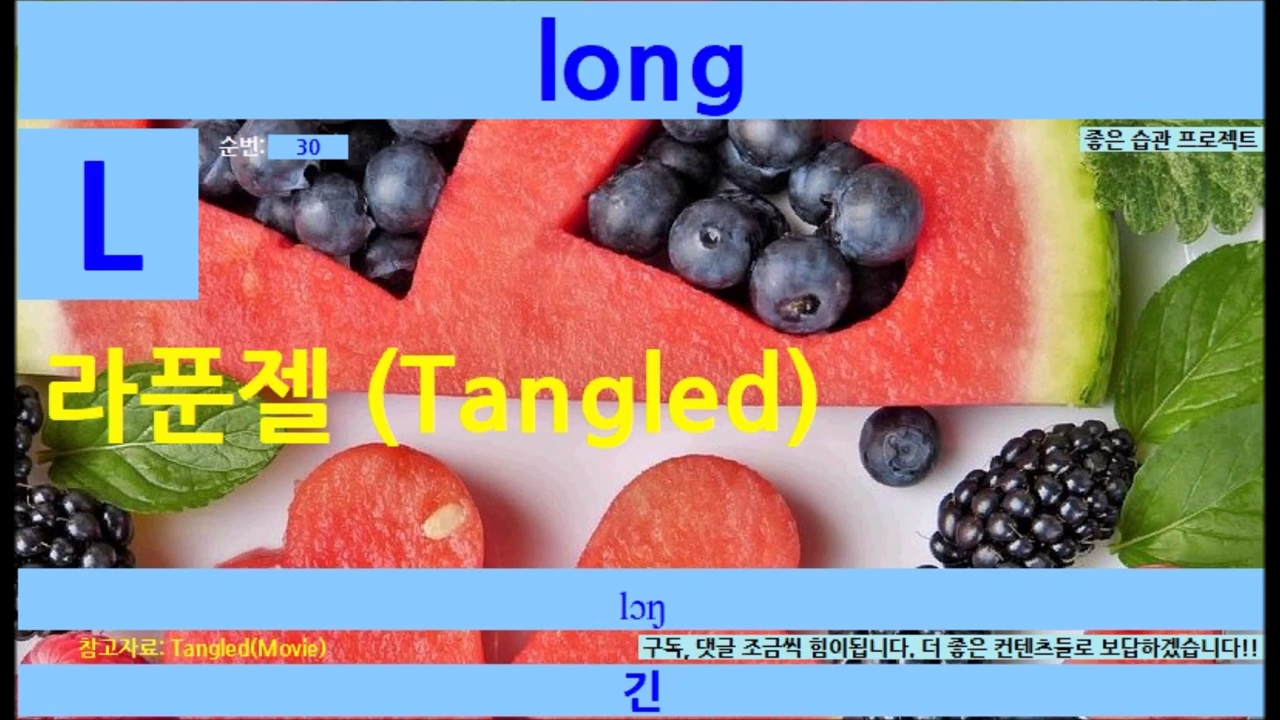 long
L
순번: 30
좋은 습관 프로젝트
라푼젤 (Tangled)
lɔŋ
참고자료: Tangled(Movie)
구독, 댓글 조금씩 힘이됩니다, 더 좋은 컨텐츠들로 보답하겠습니다!!
긴